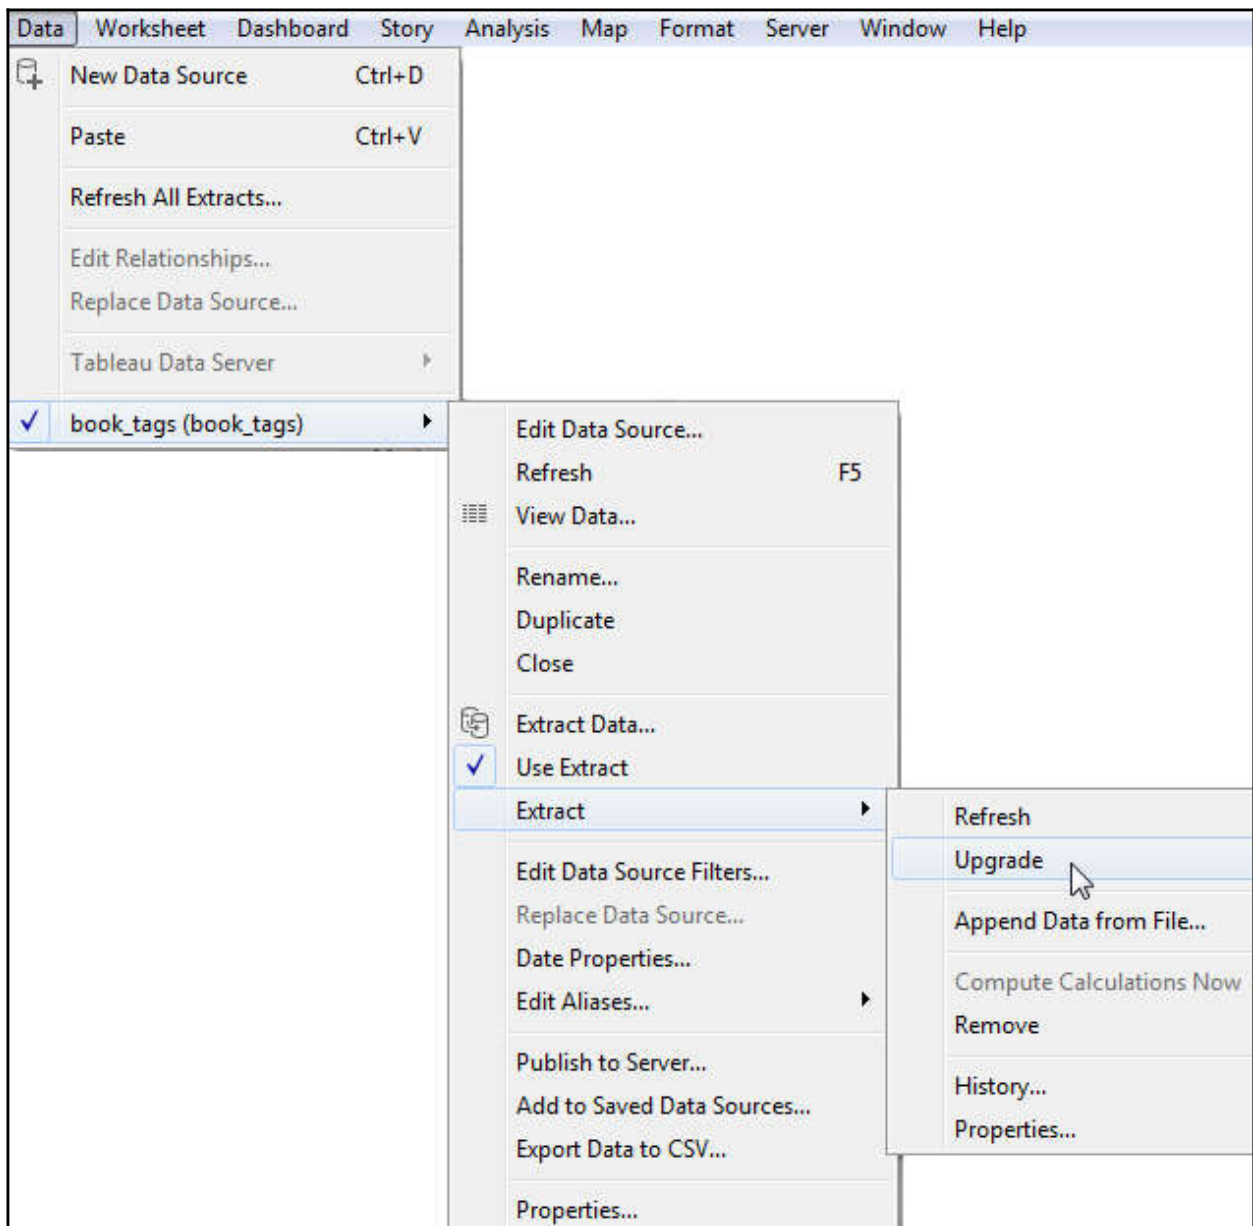 Data Worksheet Dashboard Story Analysis Map Format Server Window Help
New Data Source Ctrl+D
Paste Ctrl+V
Refresh All Extracts...
Edit Relationships...
Replace Data Source...
Tableau Data Server
book_tags (book_tags)
Edit Data Source...
Refresh F5
View Data...
Rename...
Duplicate
Close
Extract Data...
Use Extract
Extract
Edit Data Source Filters...
Replace Data Source...
Date Properties...
Edit Aliases...
Publish to Server...
Add to Saved Data Sources...
Export Data to CSV...
Properties...
Refresh
Upgrade
Append Data from File...
Compute Calculations Now
Remove
History...
Properties...